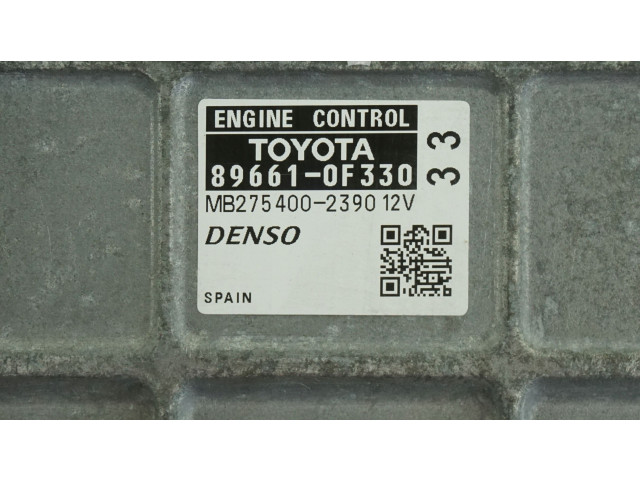 ENGINE CONTROL
TOYOTA
89661-0F330
33
MB275400-2390 12V
DENSO
SPAIN